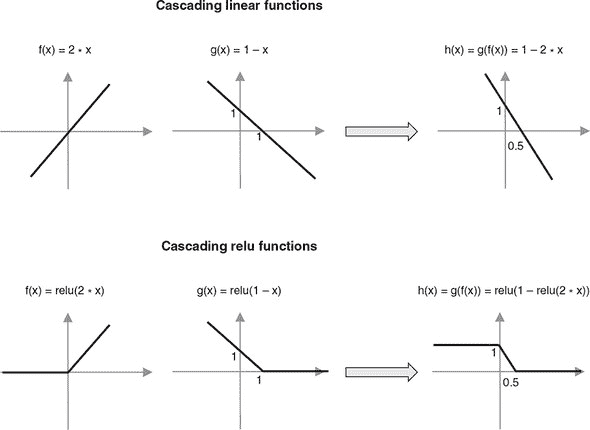 Cascading linear functions
f(x) = 2 * x
g(x) = 1 – x
h(x) = g(f(x)) = 1 – 2 * x
1
1
1
0.5
Cascading relu functions
f(x) = relu(2 * x)
g(x) = relu(1 – x)
h(x) = g(f(x)) = relu(1 – relu(2 * x))
1
1
1
0.5